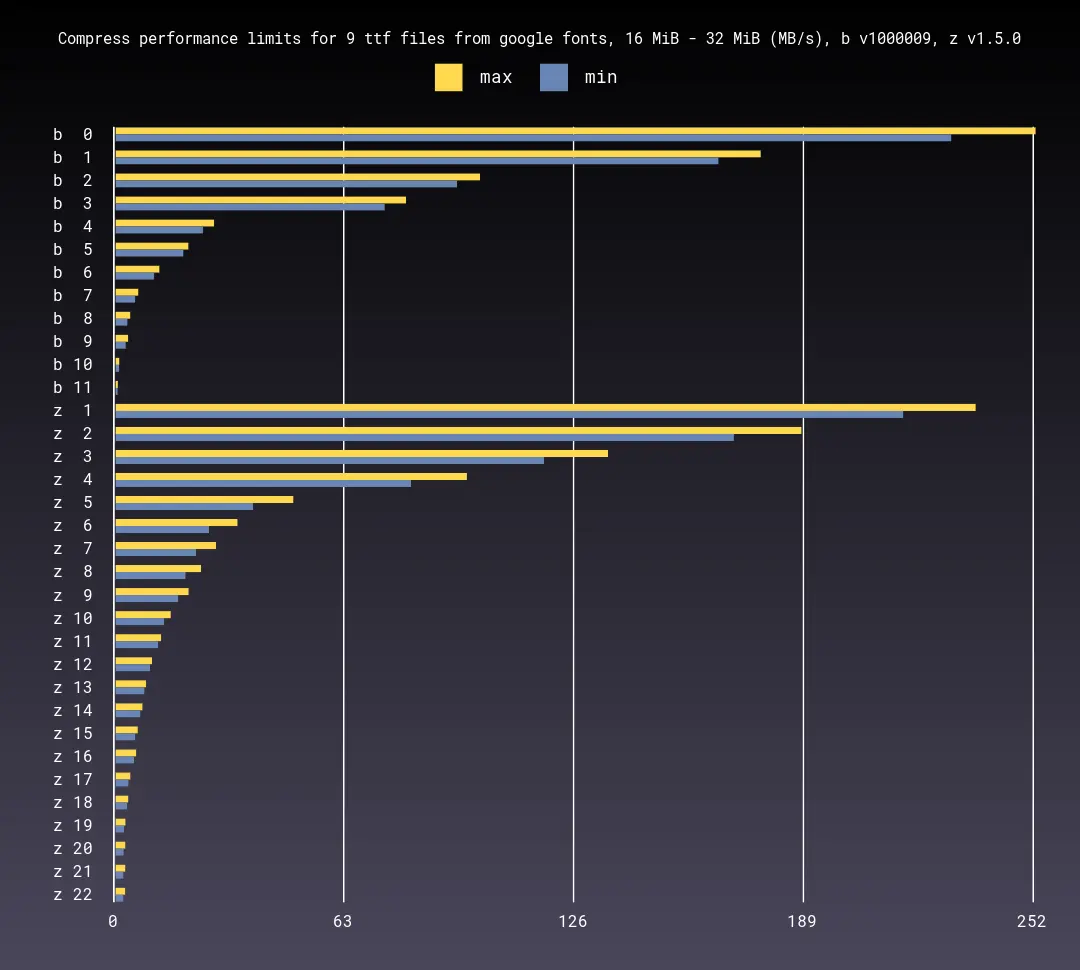 Compress performance limits for 9 ttf files from google fonts, 16 MiB - 32 MiB (MB/s), b v1000009, z v1.5.0
max min
b 0
b 1
b 2
b 3
b 4
b 5
b 6
b 7
b 8
b 9
b 10
b 11
z 1
z 2
z 3
z 4
z 5
z 6
z 7
z 8
z 9
z 10
z 11
z 12
z 13
z 14
z 15
z 16
z 17
z 18
z 19
z 20
z 21
z 22
0 63 126 189 252